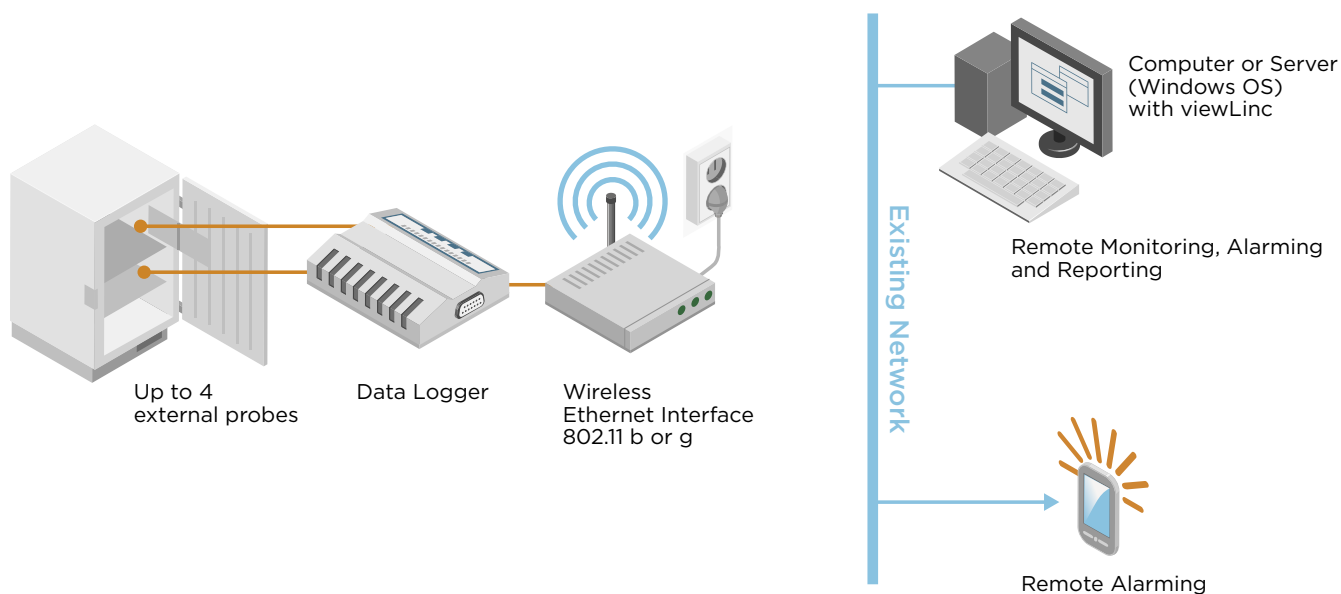 Up to 4
external probes
Data Logger
Wireless
Ethernet Interface
802.11 b or g
Existing Network
Computer or Server
(Windows OS)
with viewLinc
Remote Monitoring, Alarming
and Reporting
Remote Alarming